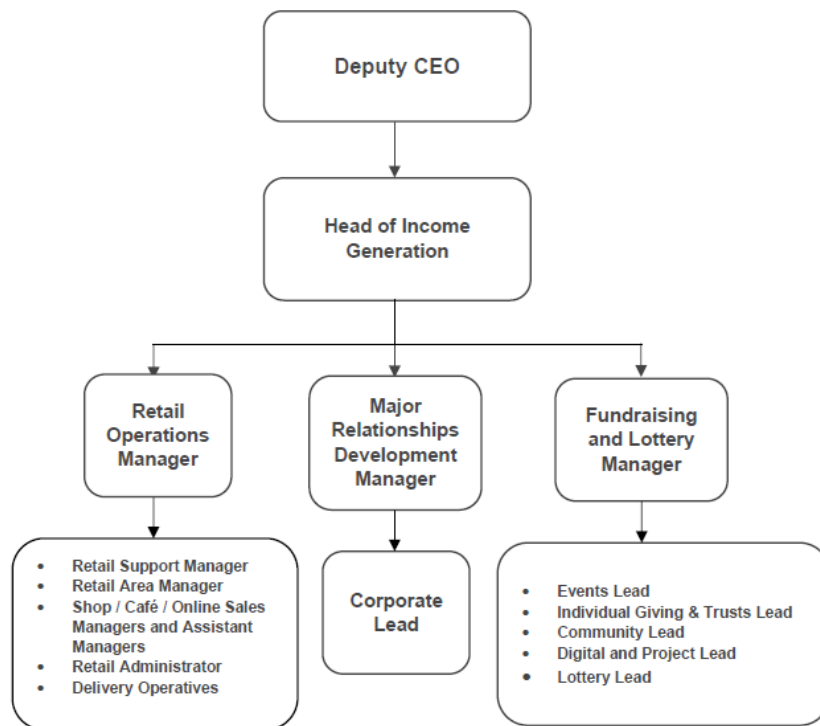 Deputy CEO
Head of Income
Generation
Retail
Operations
Manager
Major
Relationships
Development
Manager
Fundraising
and Lottery
Manager
• Retail Support Manager
• Retail Area Manager
• Shop / Café / Online Sales
Managers and Assistant
Managers
• Retail Administrator
• Delivery Operatives
Corporate
Lead
• Events Lead
• Individual Giving & Trusts Lead
• Community Lead
• Digital and Project Lead
• Lottery Lead